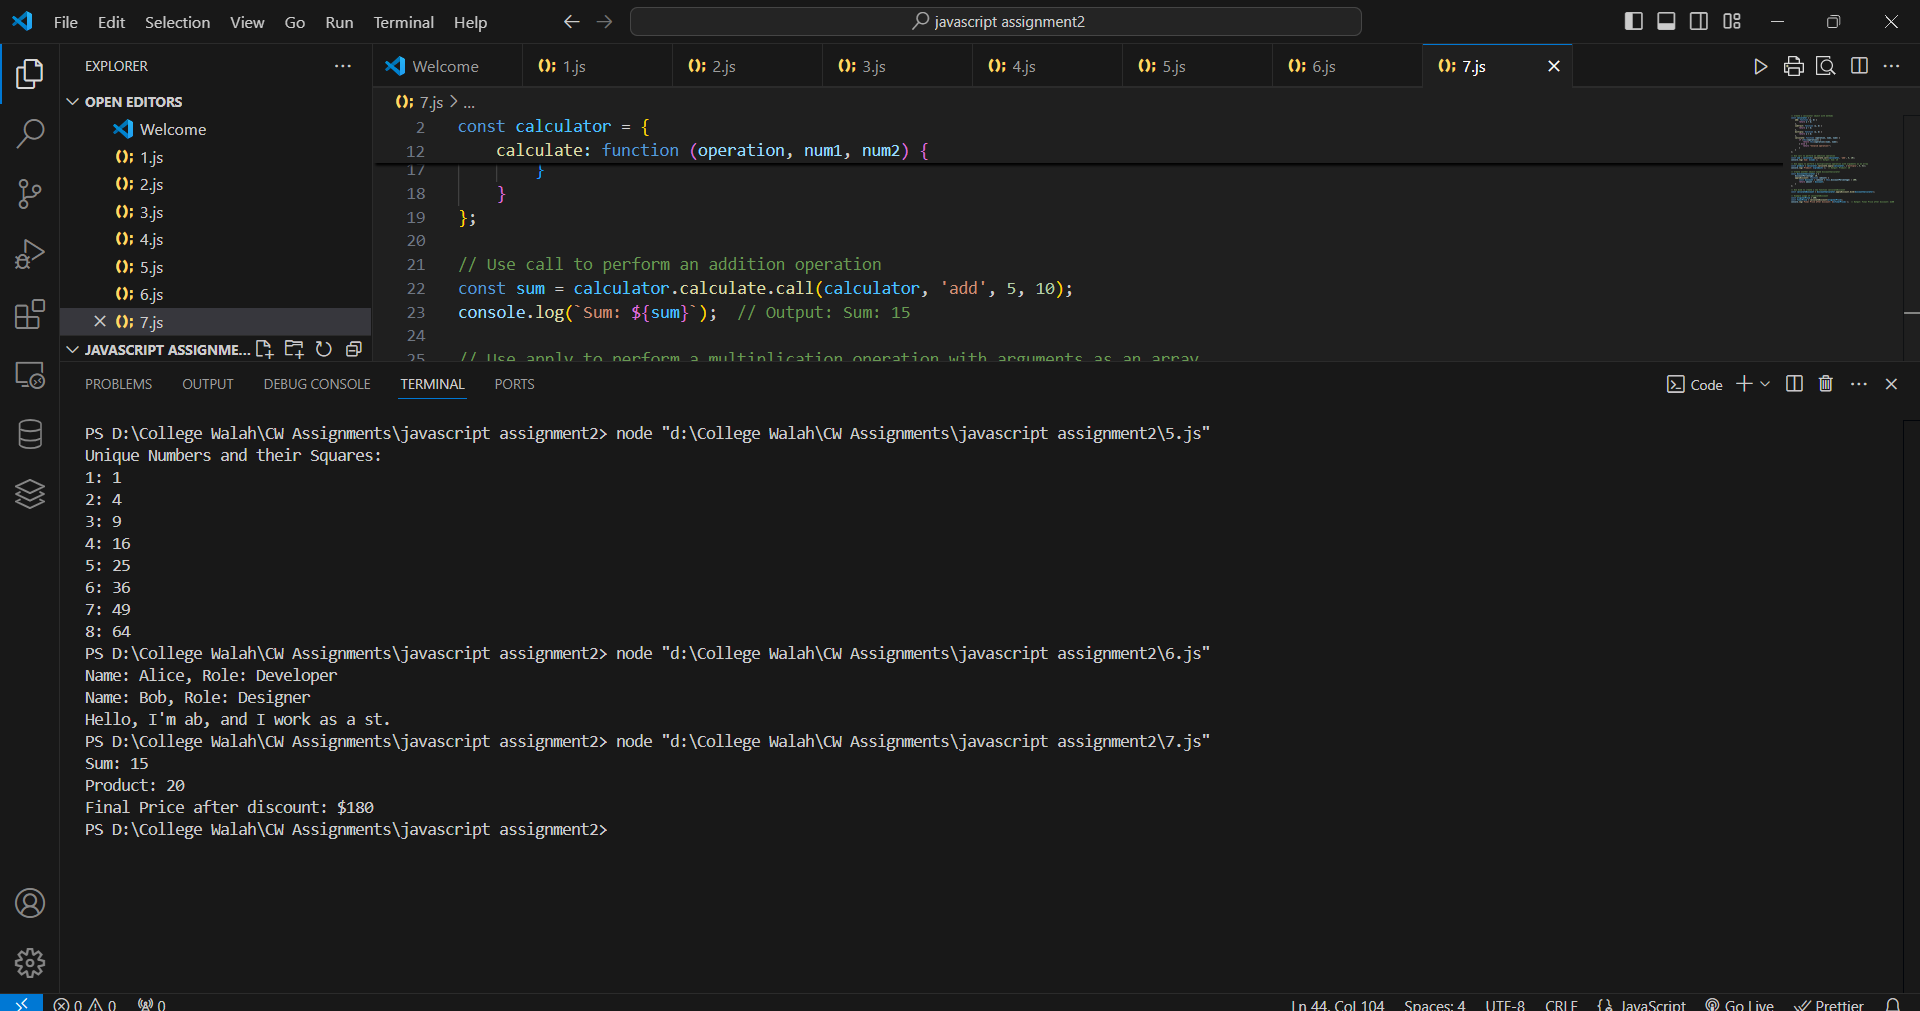 File Edit Selection View Go Run Terminal Help
javascript assignment2
EXPLORER
OPEN EDITORS
Welcome
1.js
2.js
3.js
4.js
5.js
6.js
7.js
JAVASCRIPT ASSIGNME...
Welcome 1.js 2.js 3.js 4.js 5.js 6.js 7.js
7.js > ...
2 const calculator = {
12 calculate: function (operation, num1, num2) {
17 }
18 }
19 };
20
21 // Use call to perform an addition operation
22 const sum = calculator.calculate.call(calculator, 'add', 5, 10);
23 console.log(`Sum: ${sum}`); // Output: Sum: 15
24
25 // Use apply to perform a multiplication operation with arguments as an array
PROBLEMS OUTPUT DEBUG CONSOLE TERMINAL PORTS
Code
PS D:\College Walah\CW Assignments\javascript assignment2> node "d:\College Walah\CW Assignments\javascript assignment2\5.js"
Unique Numbers and their Squares:
1: 1
2: 4
3: 9
4: 16
5: 25
6: 36
7: 49
8: 64
PS D:\College Walah\CW Assignments\javascript assignment2> node "d:\College Walah\CW Assignments\javascript assignment2\6.js"
Name: Alice, Role: Developer
Name: Bob, Role: Designer
Hello, I'm ab, and I work as a st.
PS D:\College Walah\CW Assignments\javascript assignment2> node "d:\College Walah\CW Assignments\javascript assignment2\7.js"
Sum: 15
Product: 20
Final Price after discount: $180
PS D:\College Walah\CW Assignments\javascript assignment2>
0 0 0 Ln 44, Col 104 Spaces: 4 UTF-8 CRLF {} JavaScript Go Live Prettier